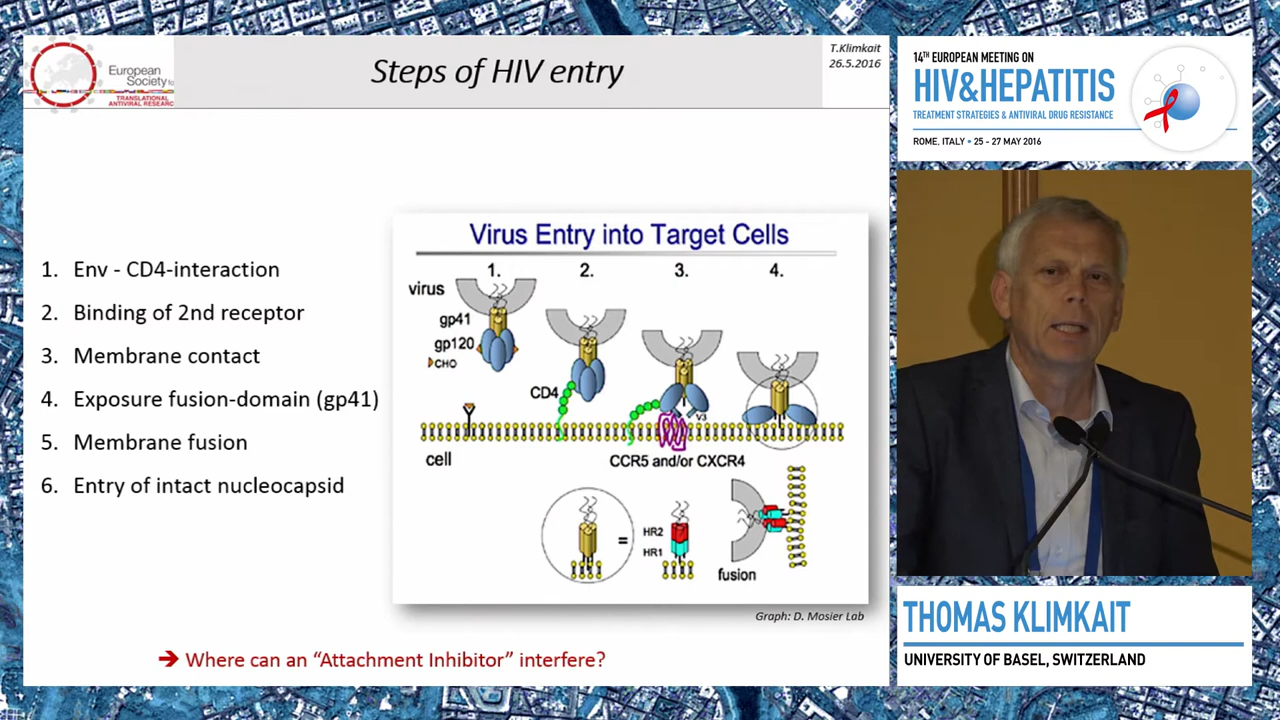 European
Society fo
TRANSLATIONAL
ANTIVIRAL RESEARC
Steps of HIV entry
T.Klimkait
26.5.2016
1. Env - CD4-interaction
2. Binding of 2nd receptor
3. Membrane contact
4. Exposure fusion-domain (gp41)
5. Membrane fusion
6. Entry of intact nucleocapsid
Virus Entry into Target Cells
1.
2.
3.
4.
virus
gp41
gp120
CHO
CD4
V3
cell
CCR5 and/or CXCR4
=
HR2
HR1
fusion
Graph: D. Mosier Lab
➔ Where can an “Attachment Inhibitor” interfere?
14TH EUROPEAN MEETING ON
HIV&HEPATITIS
TREATMENT STRATEGIES & ANTIVIRAL DRUG RESISTANCE
ROME, ITALY • 25 - 27 MAY 2016
THOMAS KLIMKAIT
UNIVERSITY OF BASEL, SWITZERLAND